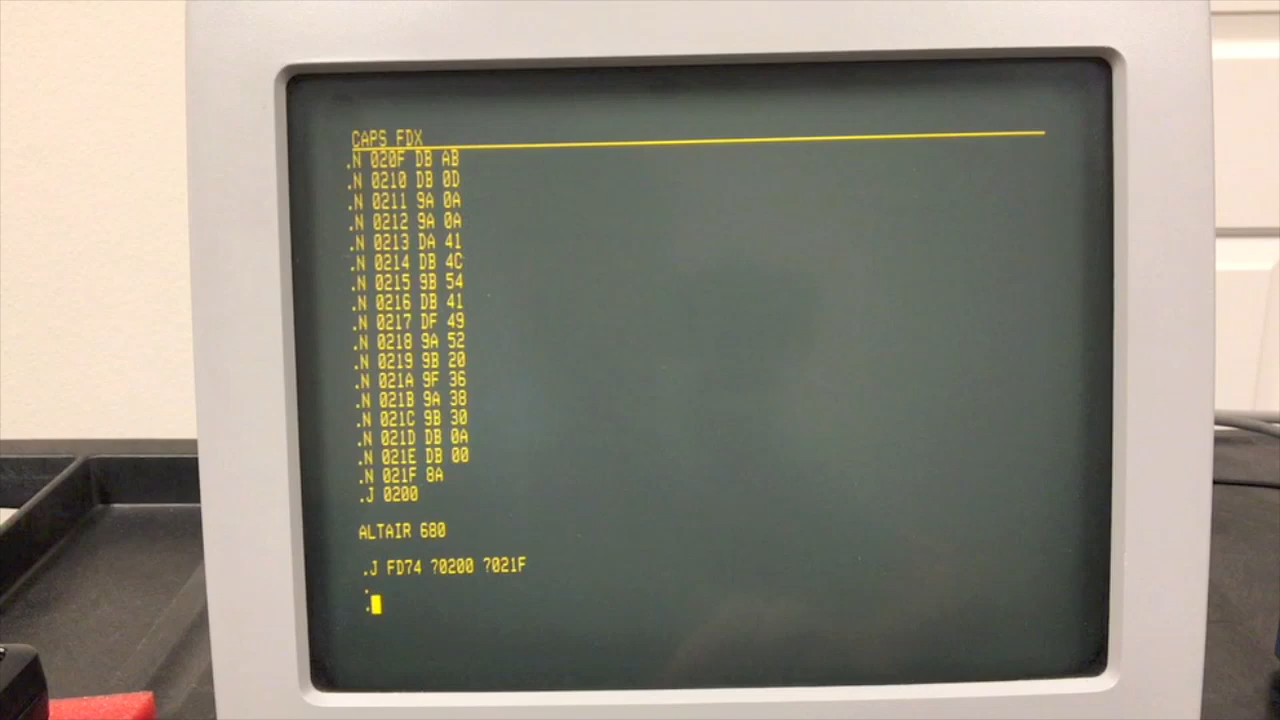 CAPS FDX
.N 020F DB AB
.N 0210 DB 0D
.N 0211 9A 0A
.N 0212 9A 0A
.N 0213 DA 41
.N 0214 DB 4C
.N 0215 9B 54
.N 0216 DB 41
.N 0217 DF 49
.N 0218 9A 52
.N 0219 9B 20
.N 021A 9F 36
.N 021B 9A 38
.N 021C 9B 30
.N 021D DB 0A
.N 021E DB 00
.N 021F 8A
.J 0200
ALTAIR 680
.J FD74 ?0200 ?021F
.
.